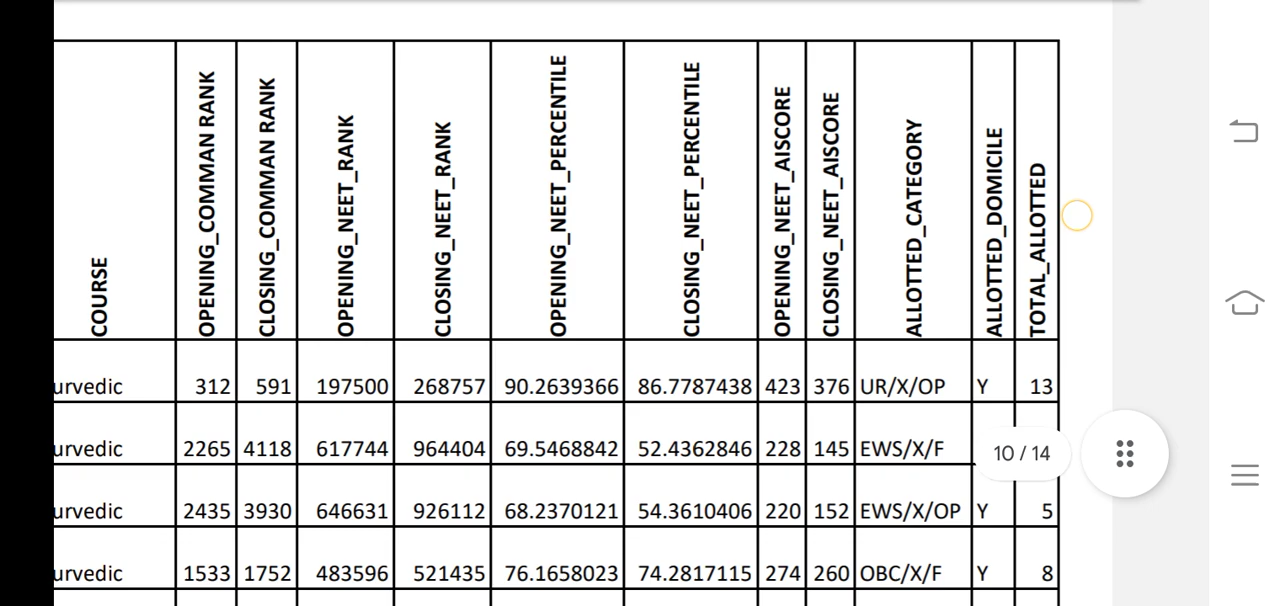 COURSE OPENING_COMMAN RANK CLOSING_COMMAN RANK OPENING_NEET_RANK CLOSING_NEET_RANK OPENING_NEET_PERCENTILE CLOSING_NEET_PERCENTILE OPENING_NEET_AISCORE CLOSING_NEET_AISCORE ALLOTTED_CATEGORY ALLOTTED_DOMICILE TOTAL_ALLOTTED
urvedic 312 591 197500 268757 90.2639366 86.7787438 423 376 UR/X/OP Y 13
urvedic 2265 4118 617744 964404 69.5468842 52.4362846 228 145 EWS/X/F
10 / 14
urvedic 2435 3930 646631 926112 68.2370121 54.3610406 220 152 EWS/X/OP Y 5
urvedic 1533 1752 483596 521435 76.1658023 74.2817115 274 260 OBC/X/F Y 8